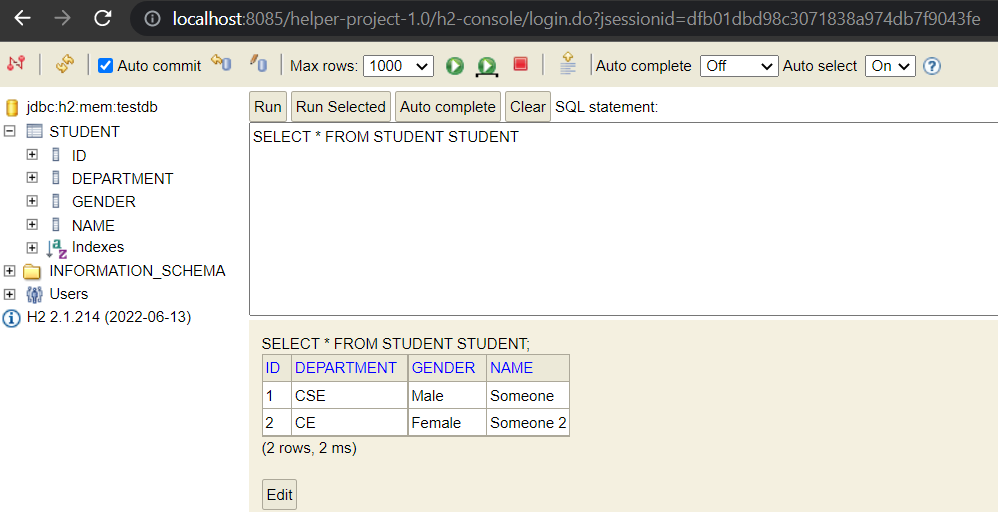 localhost:8085/helper-project-1.0/h2-console/login.do?jsessionid=dfb01dbd98c3071838a974db7f9043fe
Auto commit Max rows: 1000 Auto complete Off Auto select On ?
jdbc:h2:mem:testdb
STUDENT
ID
DEPARTMENT
GENDER
NAME
Indexes
INFORMATION_SCHEMA
Users
H2 2.1.214 (2022-06-13)
Run Run Selected Auto complete Clear SQL statement:
SELECT * FROM STUDENT STUDENT
SELECT * FROM STUDENT STUDENT;
ID DEPARTMENT GENDER NAME
1 CSE Male Someone
2 CE Female Someone 2
(2 rows, 2 ms)
Edit